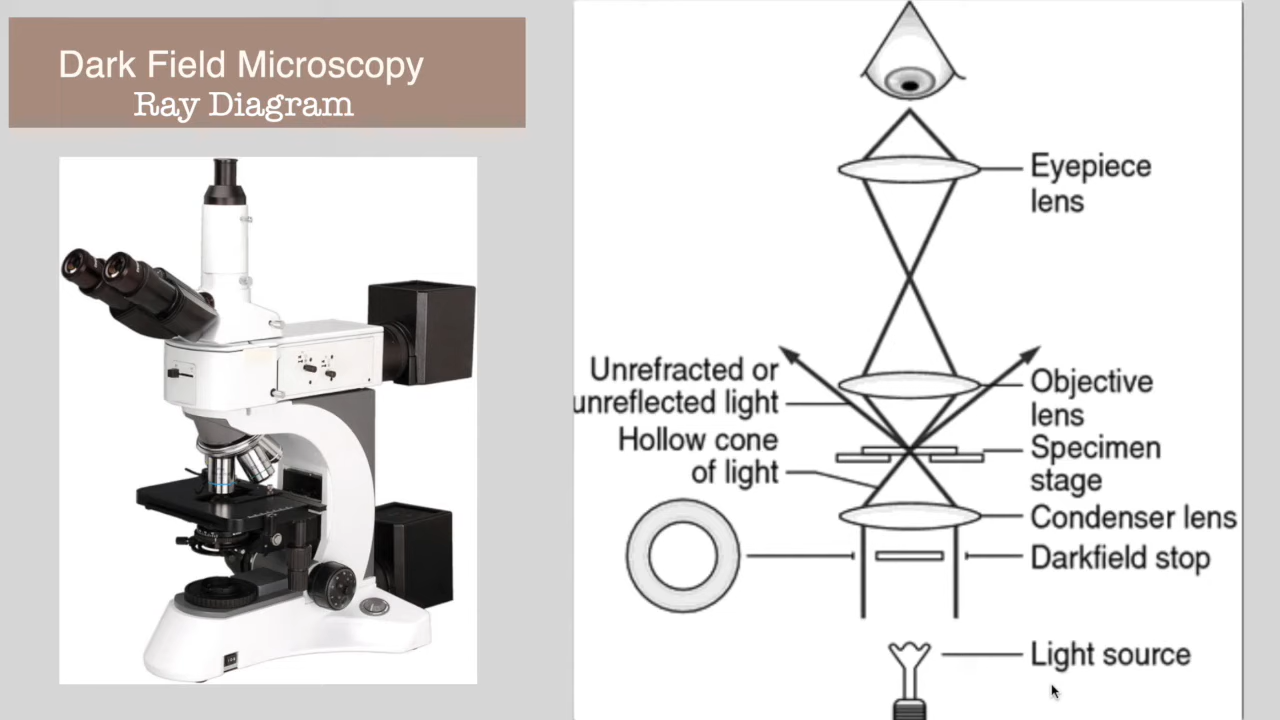 Dark Field Microscopy
Ray Diagram
Eyepiece
lens
Unrefracted or
unreflected light
Hollow cone
of light
Objective
lens
Specimen
stage
Condenser lens
Darkfield stop
Light source